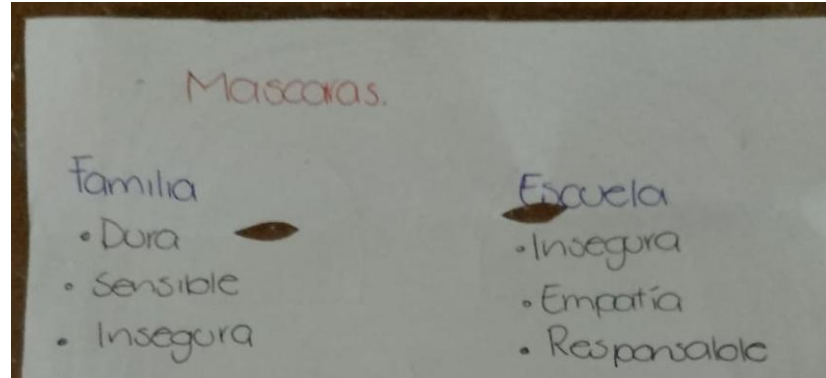 Mascaras.
Familia
• Dura
• Sensible
• Insegura
Escuela
• Insegura
• Empatía
• Responsable